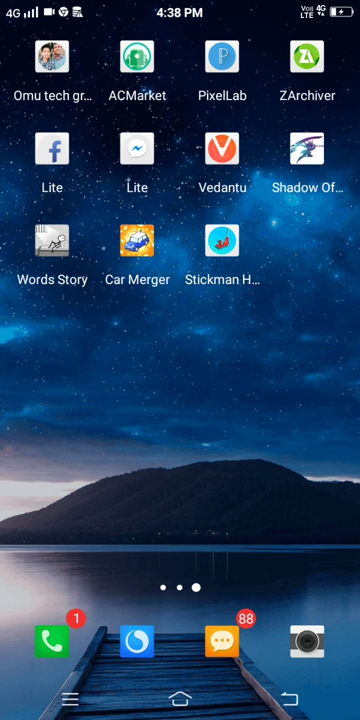 4G 4:38 PM Voii LTE 4G
Omu tech gr... ACMarket PixelLab ZArchiver
Lite Lite Vedantu Shadow Of...
Words Story Car Merger Stickman H...
1 88